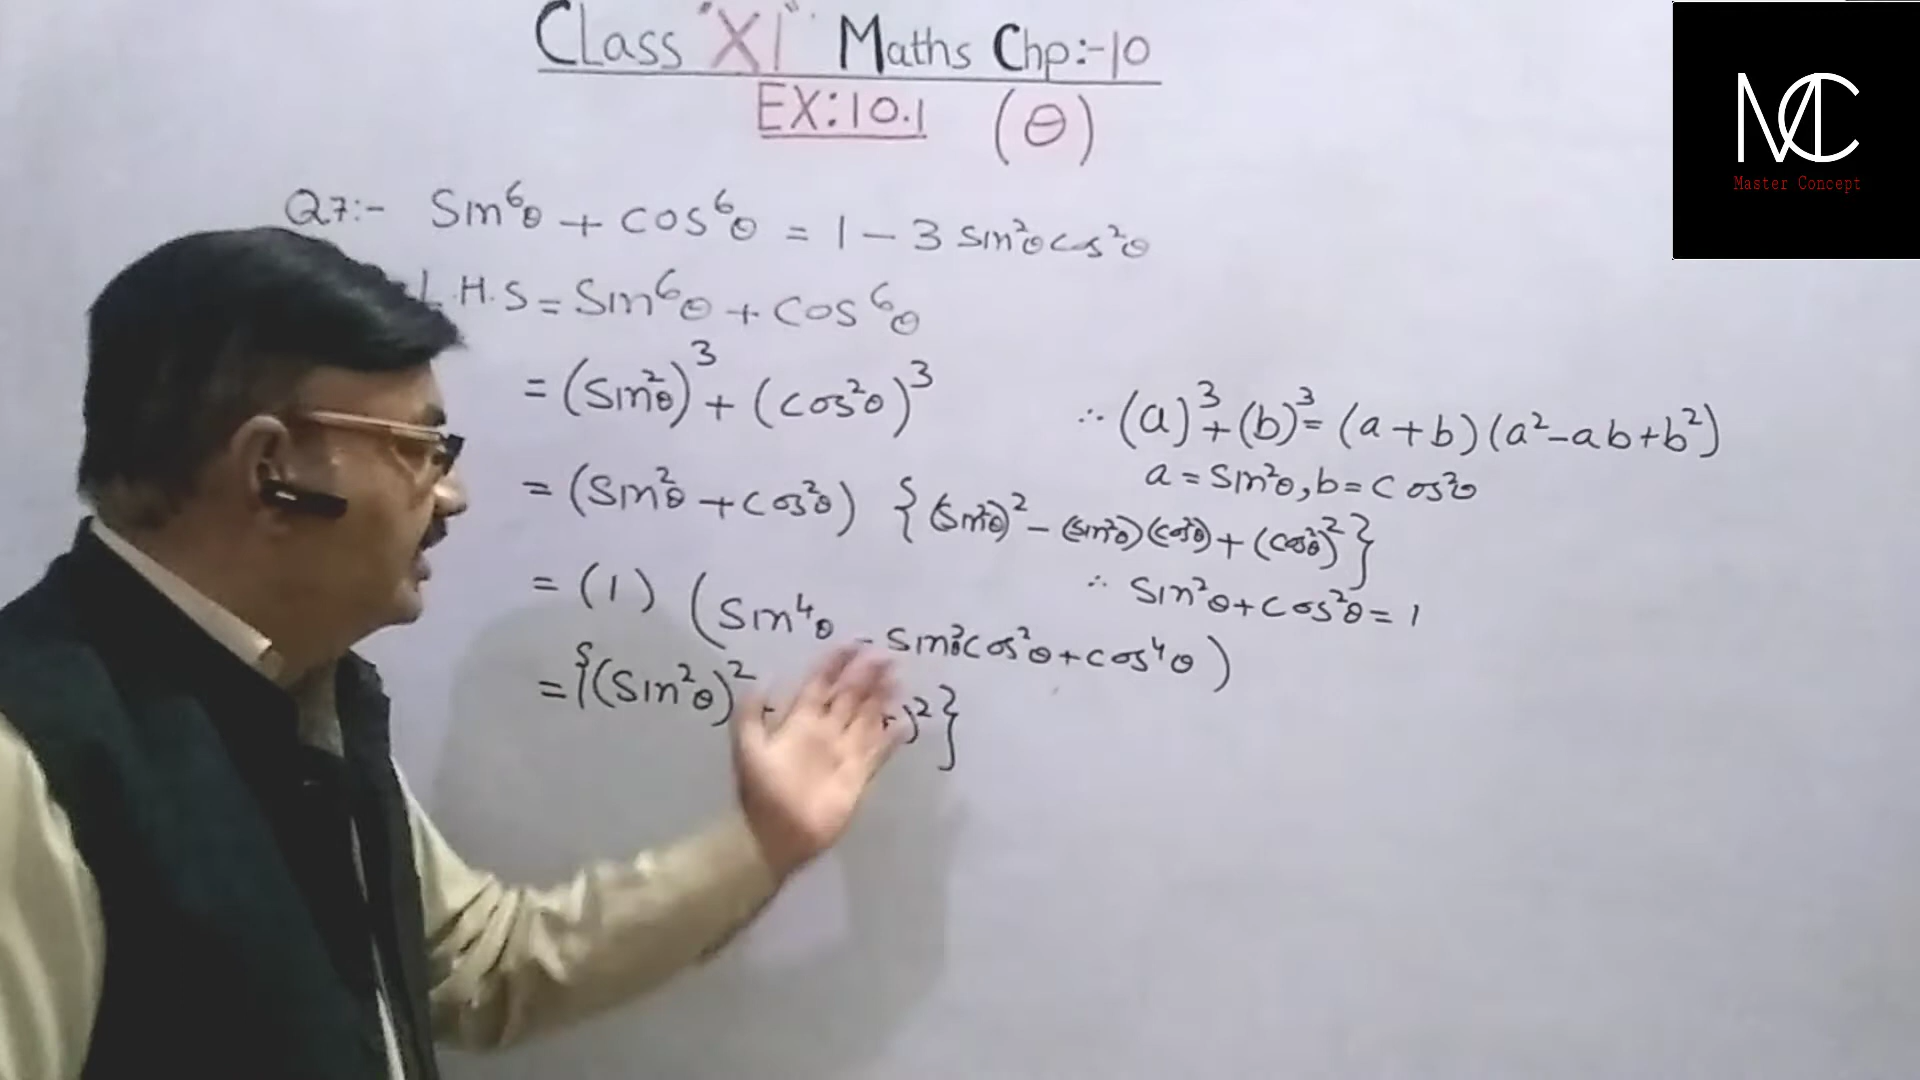 Class "XI" Maths Chp:-10
EX:10.1 (θ)
MC
Master Concept
Q7:- Sin⁶θ + cos⁶θ = 1 - 3 sin²θ cos²θ
L.H.S = Sin⁶θ + cos⁶θ
= (Sin²θ)³ + (cos²θ)³
∴ (a)³+(b)³ = (a+b)(a²-ab+b²)
a = Sin²θ, b = cos²θ
= (Sin²θ + cos²θ) {(Sin²θ)² - (Sin²θ)(cos²θ) + (cos²θ)²}
∴ Sin²θ + cos²θ = 1
= (1) (Sin⁴θ - Sin²θ cos²θ + cos⁴θ)
= {(Sin²θ)² )²}